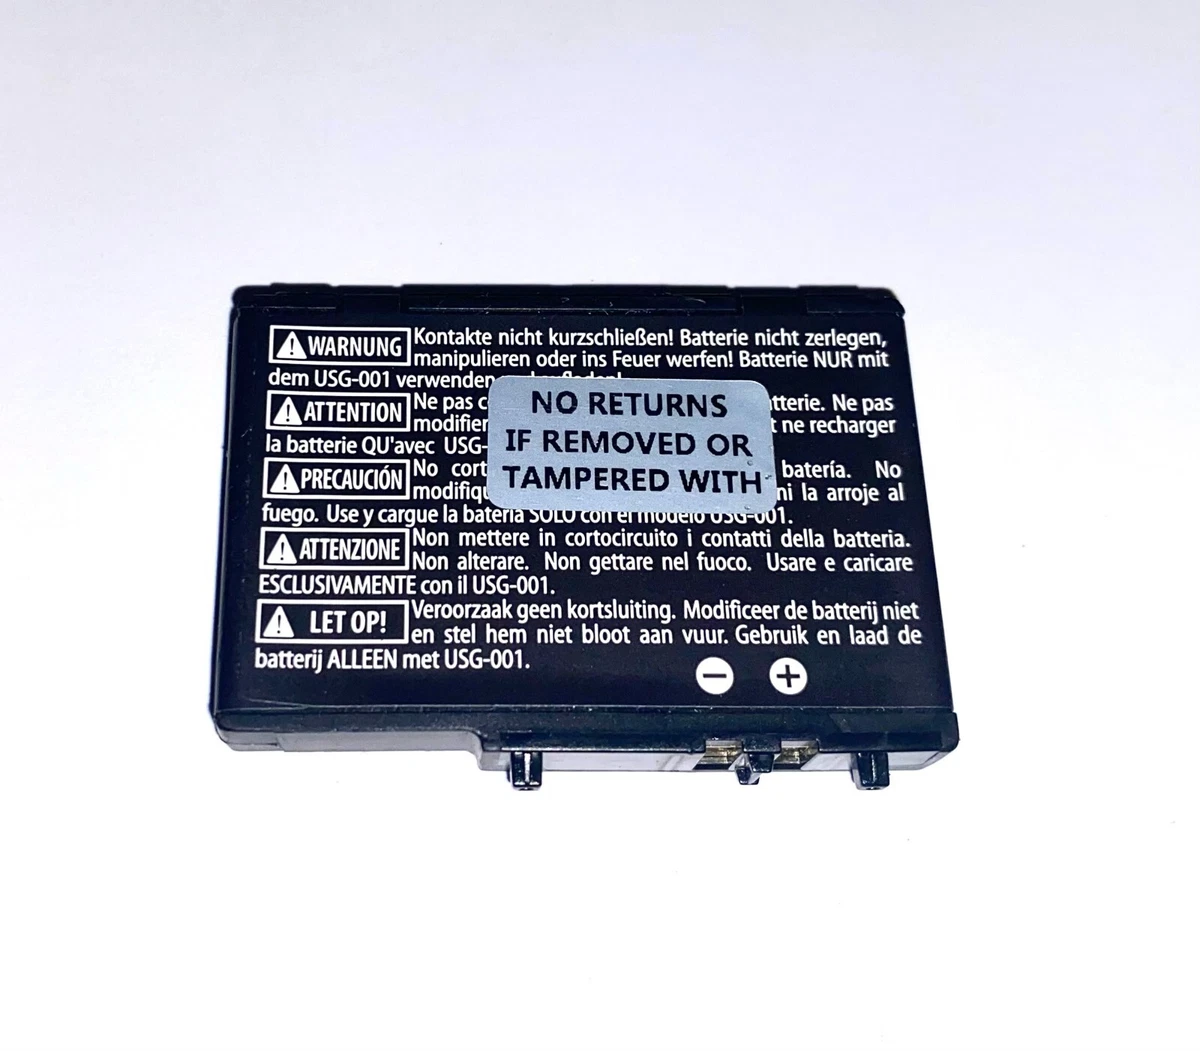 WARNUNG Kontakte nicht kurzschließen! Batterie nicht zerlegen,
manipulieren oder ins Feuer werfen! Batterie NUR mit
dem USG-001 verwenden
ATTENTION Ne pas c tterie. Ne pas
modifier t ne recharger
la batterie QU'avec USG-
PRECAUCIÓN No cort batería. No
modifiqu ni la arroje al
fuego. Use y cargue la batería SOLO con el modelo USG-001.
ATTENZIONE Non mettere in cortocircuito i contatti della batteria.
Non alterare. Non gettare nel fuoco. Usare e caricare
ESCLUSIVAMENTE con il USG-001.
LET OP! Veroorzaak geen kortsluiting. Modificeer de batterij niet
en stel hem niet bloot aan vuur. Gebruik en laad de
batterij ALLEEN met USG-001.
NO RETURNS
IF REMOVED OR
TAMPERED WITH
− +